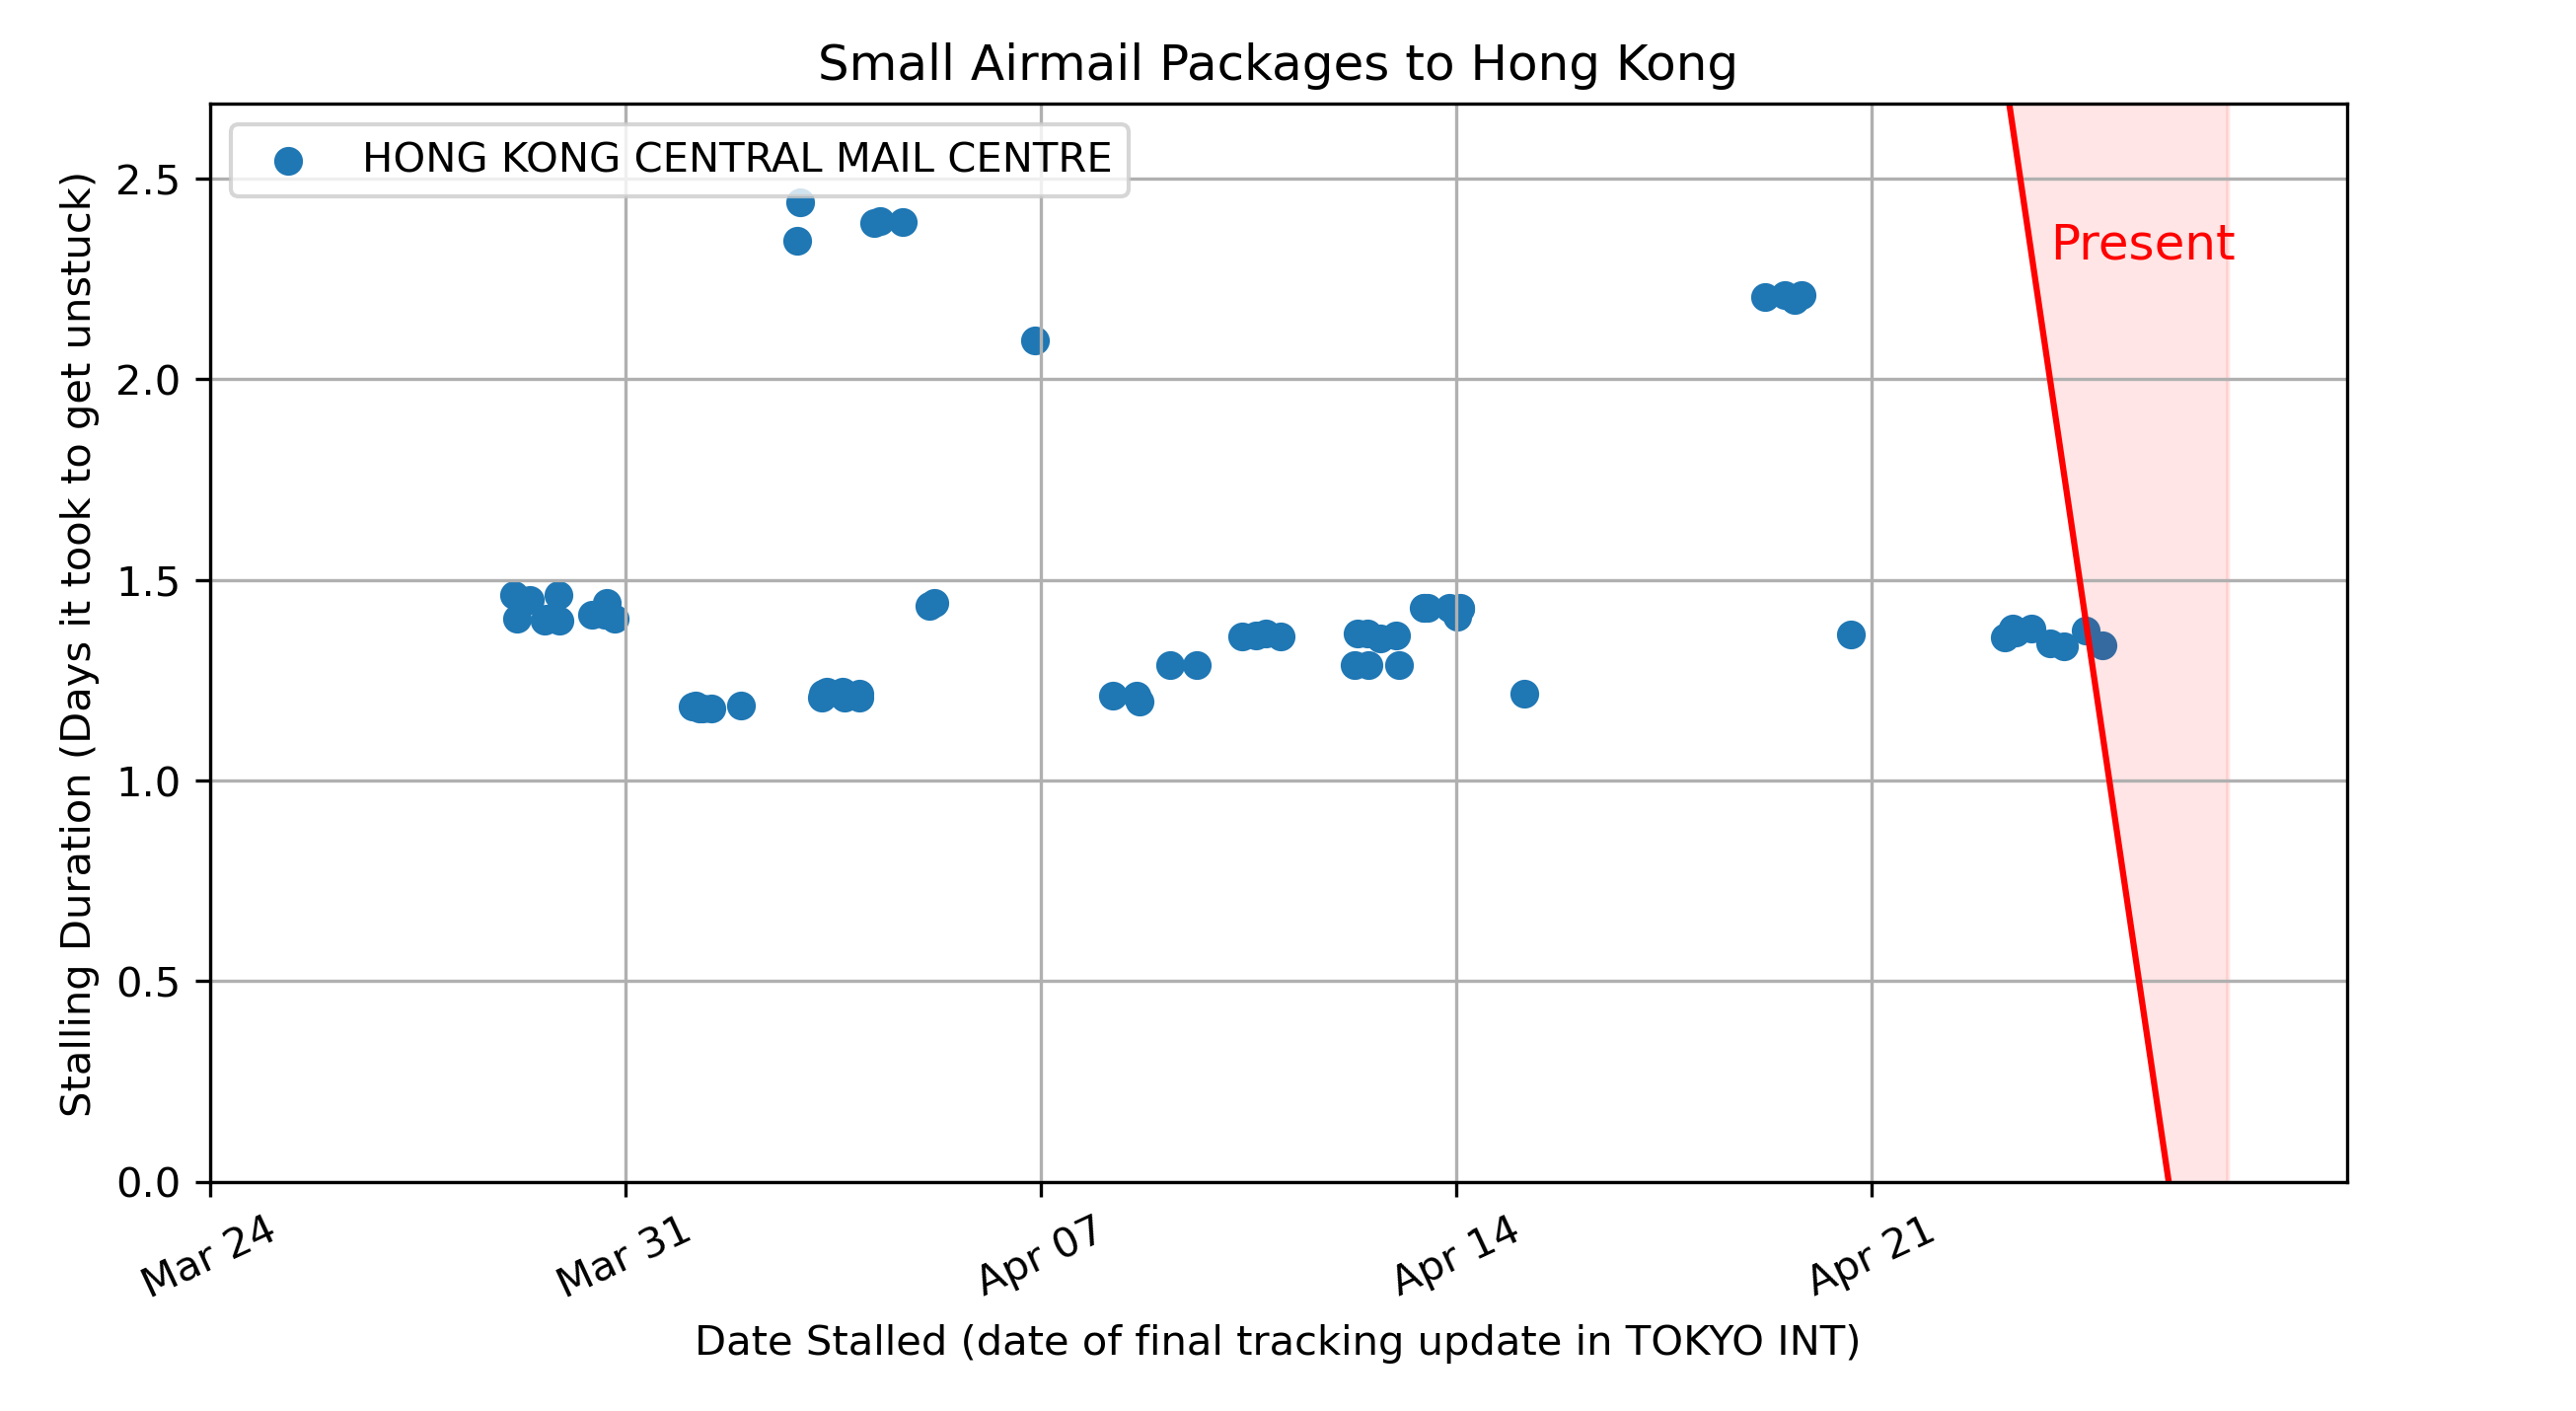 Small Airmail Packages to Hong Kong
HONG KONG CENTRAL MAIL CENTRE
Present
Stalling Duration (Days it took to get unstuck)
2.5
2.0
1.5
1.0
0.5
0.0
Mar 24
Mar 31
Apr 07
Apr 14
Apr 21
Date Stalled (date of final tracking update in TOKYO INT)